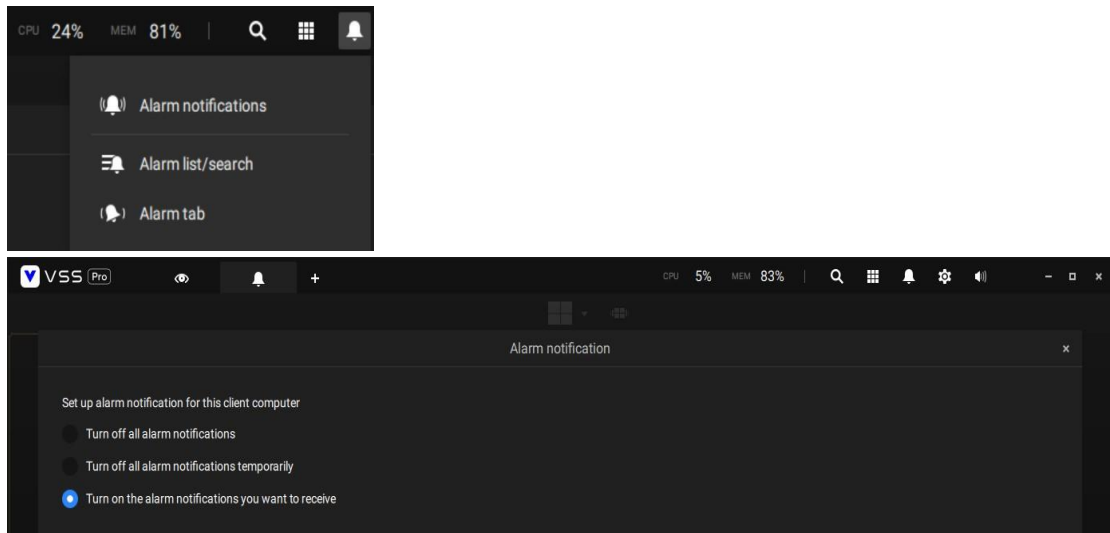 CPU 24% MEM 81%
Alarm notifications
Alarm list/search
Alarm tab
VSS Pro CPU 5% MEM 83%
Alarm notification
Set up alarm notification for this client computer
Turn off all alarm notifications
Turn off all alarm notifications temporarily
Turn on the alarm notifications you want to receive